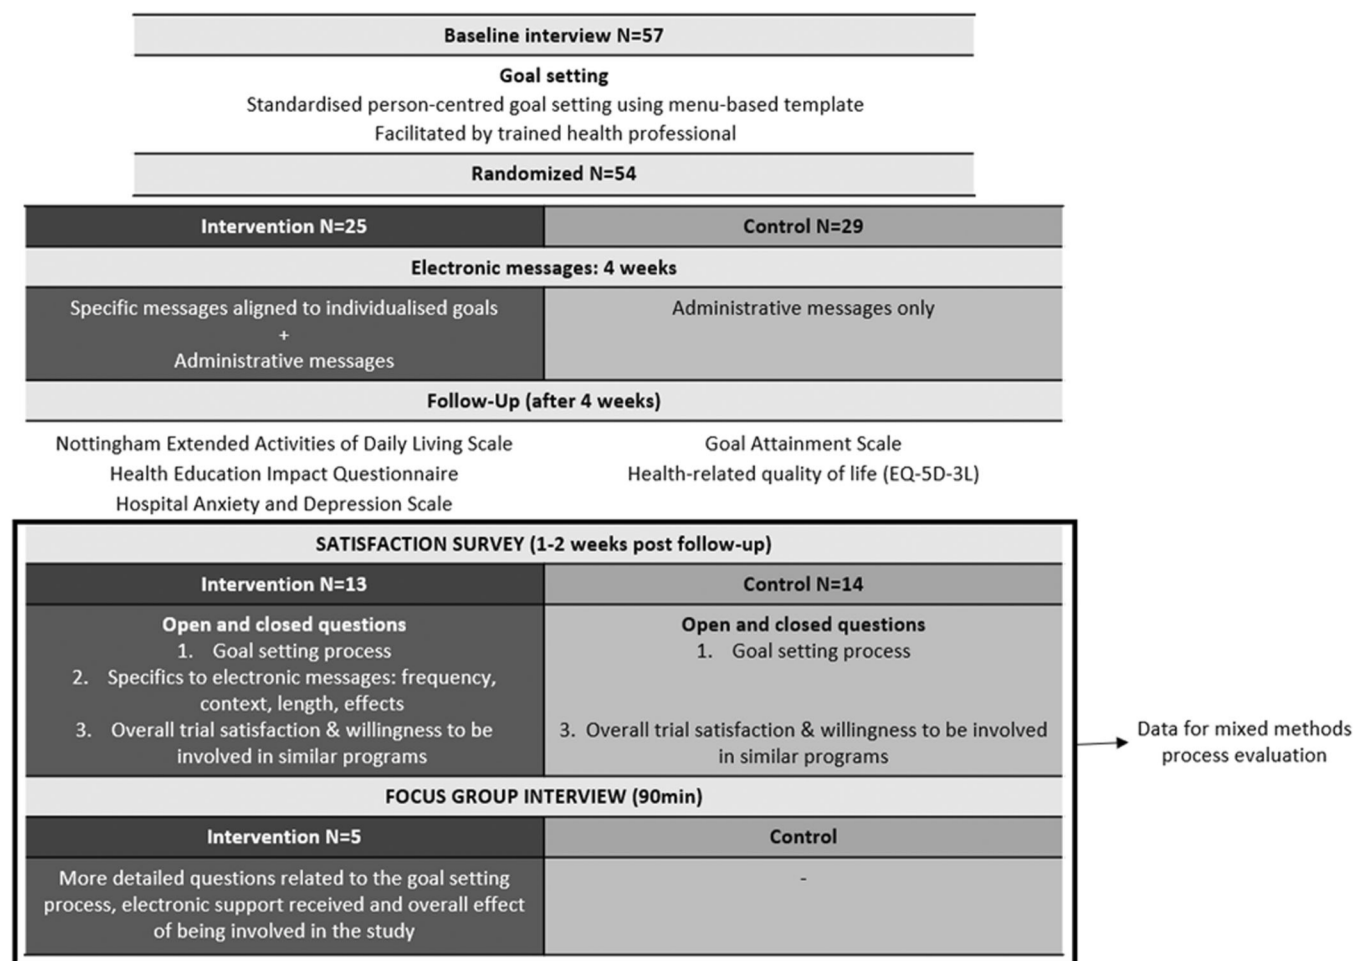 Baseline interview N=57
Goal setting
Standardised person-centred goal setting using menu-based template
Facilitated by trained health professional
Randomized N=54
Intervention N=25
Control N=29
Electronic messages: 4 weeks
Specific messages aligned to individualised goals
+
Administrative messages
Administrative messages only
Follow-Up (after 4 weeks)
Nottingham Extended Activities of Daily Living Scale
Health Education Impact Questionnaire
Hospital Anxiety and Depression Scale
Goal Attainment Scale
Health-related quality of life (EQ-5D-3L)
SATISFACTION SURVEY (1-2 weeks post follow-up)
Intervention N=13
Control N=14
Open and closed questions
1. Goal setting process
2. Specifics to electronic messages: frequency,
context, length, effects
3. Overall trial satisfaction & willingness to be
involved in similar programs
Open and closed questions
1. Goal setting process
3. Overall trial satisfaction & willingness to be involved
in similar programs
Data for mixed methods
process evaluation
FOCUS GROUP INTERVIEW (90min)
Intervention N=5
Control
More detailed questions related to the goal setting
process, electronic support received and overall effect
of being involved in the study
-